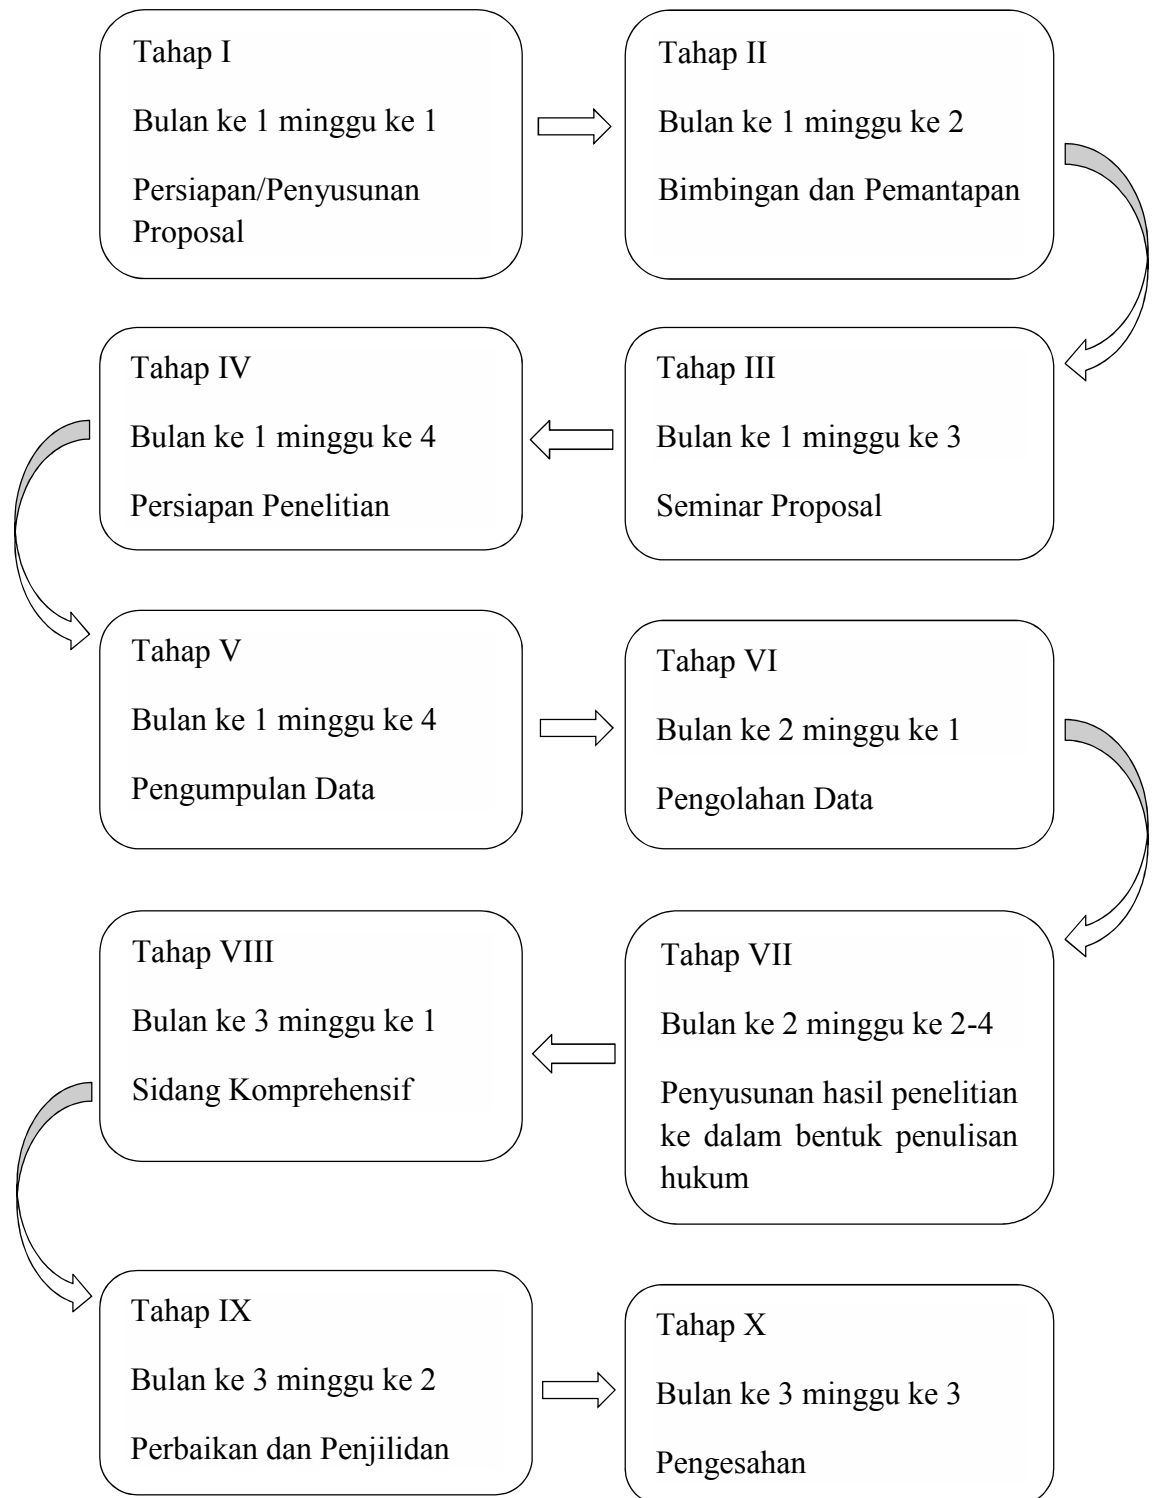 Tahap I
Bulan ke 1 minggu ke 1
Persiapan/Penyusunan
Proposal
Tahap II
Bulan ke 1 minggu ke 2
Bimbingan dan Pemantapan
Tahap III
Bulan ke 1 minggu ke 3
Seminar Proposal
Tahap IV
Bulan ke 1 minggu ke 4
Persiapan Penelitian
Tahap V
Bulan ke 1 minggu ke 4
Pengumpulan Data
Tahap VI
Bulan ke 2 minggu ke 1
Pengolahan Data
Tahap VII
Bulan ke 2 minggu ke 2-4
Penyusunan hasil penelitian
ke dalam bentuk penulisan
hukum
Tahap VIII
Bulan ke 3 minggu ke 1
Sidang Komprehensif
Tahap IX
Bulan ke 3 minggu ke 2
Perbaikan dan Penjilidan
Tahap X
Bulan ke 3 minggu ke 3
Pengesahan